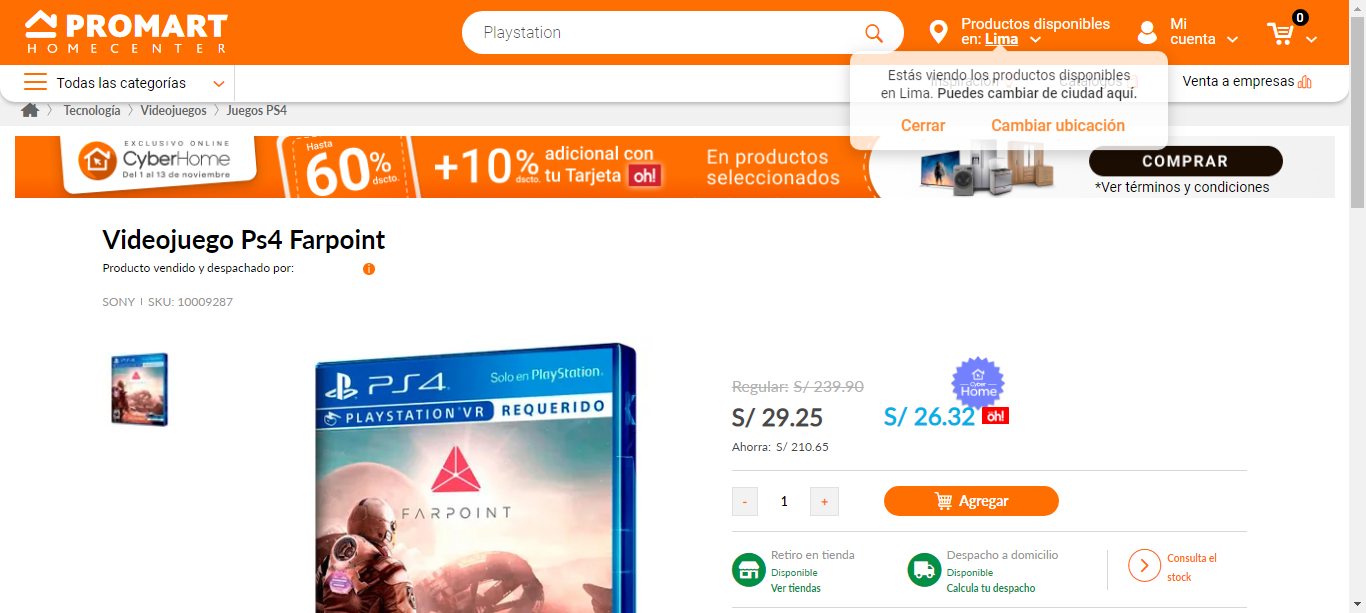 PROMART
HOMECENTER
Playstation
Productos disponibles
en: Lima
Mi
cuenta
0
Todas las categorías
Venta a empresas
Estás viendo los productos disponibles
en Lima. Puedes cambiar de ciudad aquí.
Cerrar
Cambiar ubicación
Inspiración
Catálogos
Tecnología
Videojuegos
Juegos PS4
EXCLUSIVO ONLINE
CyberHome
Del 1 al 13 de noviembre
Hasta
60%
dscto.
+10%
dscto.
adicional con
tu Tarjeta oh!
En productos
seleccionados
COMPRAR
*Ver términos y condiciones
Videojuego Ps4 Farpoint
Producto vendido y despachado por:
i
SONY | SKU: 10009287
PS4
Solo en PlayStation.
PLAYSTATION VR REQUERIDO
FARPOINT
Regular: S/ 239.90
Cyber
Home
S/ 29.25
S/ 26.32 oh!
Ahorra: S/ 210.65
- 1 +
Agregar
Retiro en tienda
Disponible
Ver tiendas
Despacho a domicilio
Disponible
Calcula tu despacho
Consulta el
stock